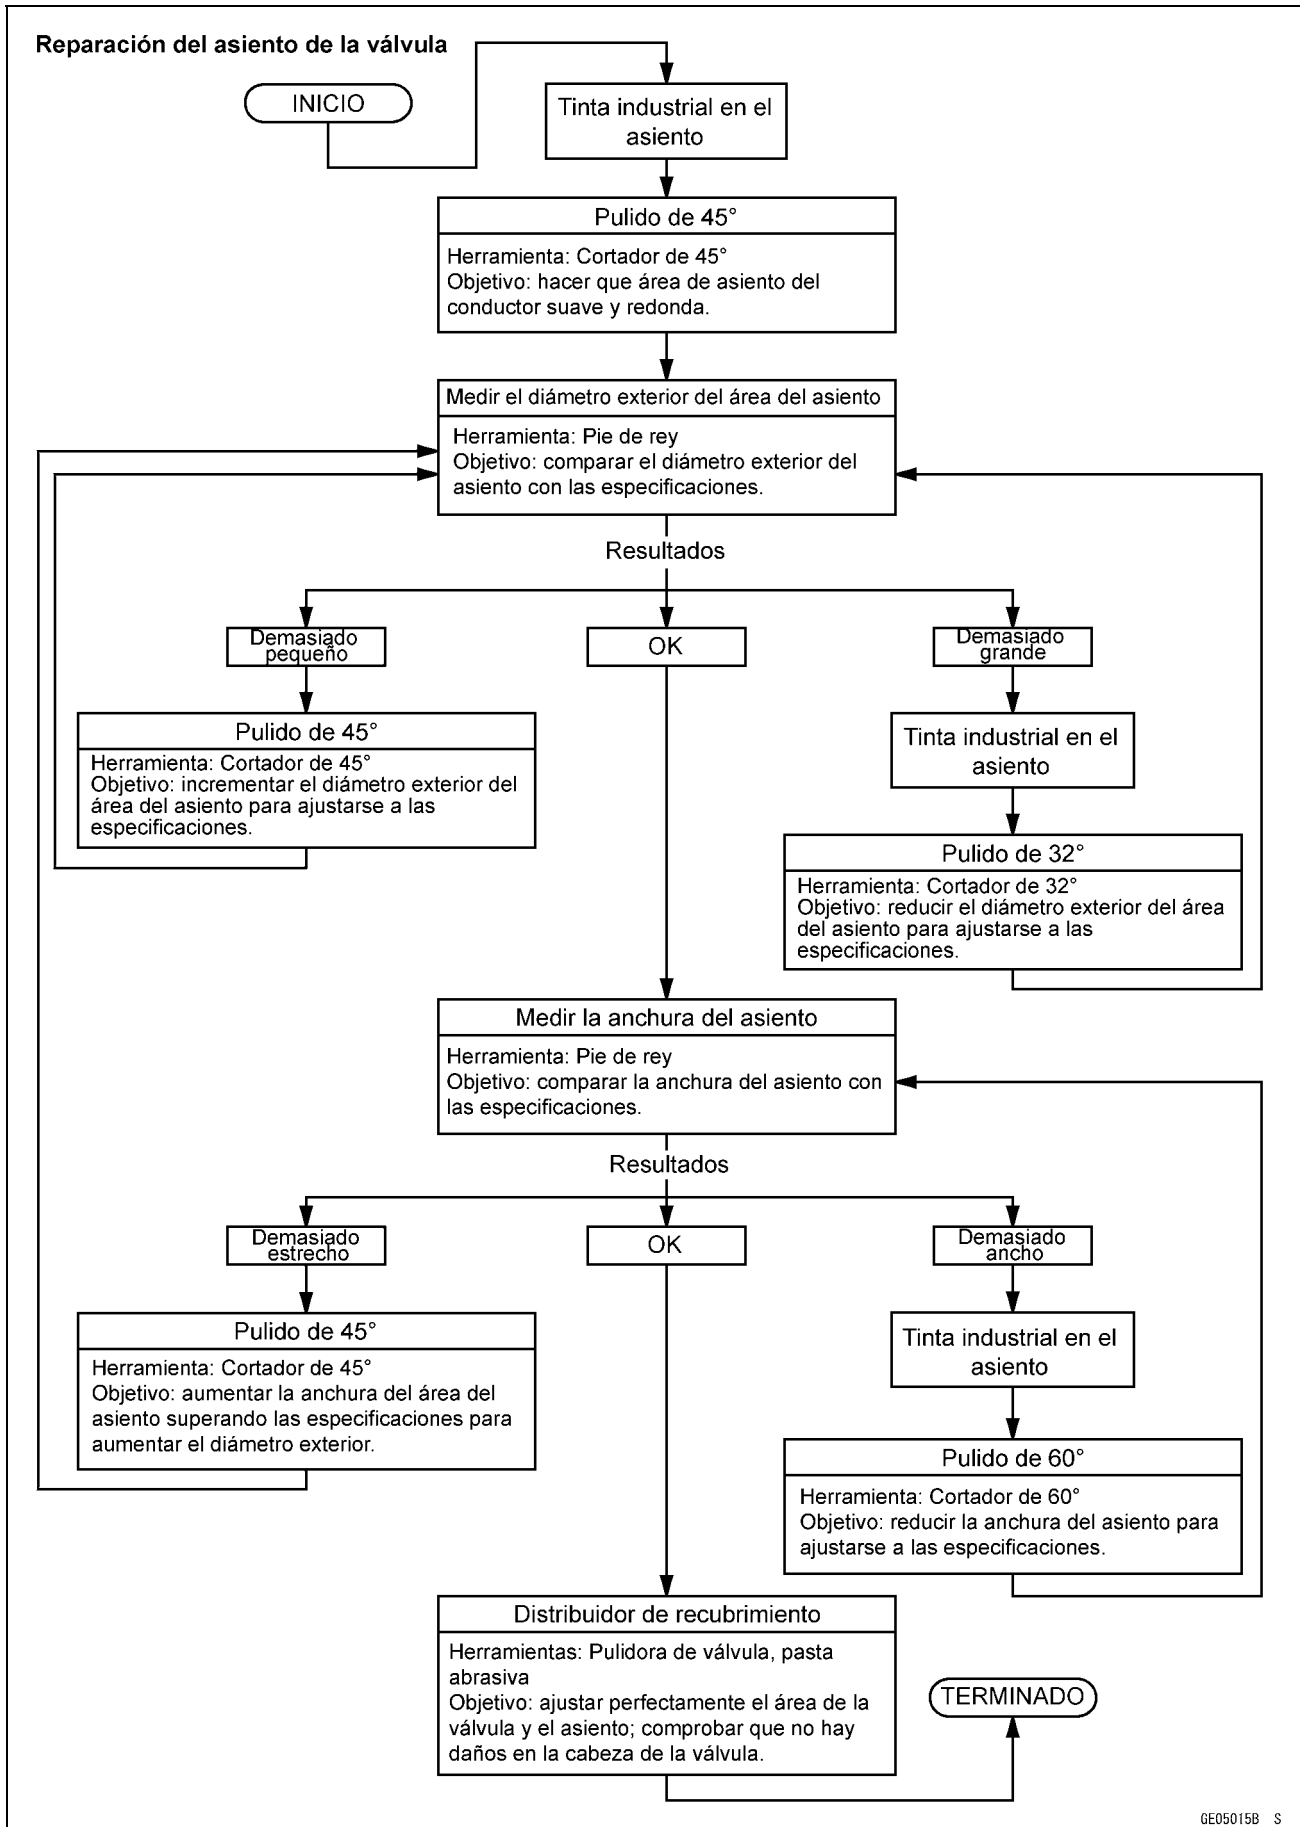 Reparación del asiento de la válvula
INICIO
Tinta industrial en el
asiento
Pulido de 45°
Herramienta: Cortador de 45°
Objetivo: hacer que área de asiento del
conductor suave y redonda.
Medir el diámetro exterior del área del asiento
Herramienta: Pie de rey
Objetivo: comparar el diámetro exterior del
asiento con las especificaciones.
Resultados
Demasiado
pequeño
OK
Demasiado
grande
Pulido de 45°
Herramienta: Cortador de 45°
Objetivo: incrementar el diámetro exterior del
área del asiento para ajustarse a las
especificaciones.
Tinta industrial en el
asiento
Pulido de 32°
Herramienta: Cortador de 32°
Objetivo: reducir el diámetro exterior del área
del asiento para ajustarse a las
especificaciones.
Medir la anchura del asiento
Herramienta: Pie de rey
Objetivo: comparar la anchura del asiento con
las especificaciones.
Resultados
Demasiado
estrecho
OK
Demasiado
ancho
Pulido de 45°
Herramienta: Cortador de 45°
Objetivo: aumentar la anchura del área del
asiento superando las especificaciones para
aumentar el diámetro exterior.
Tinta industrial en el
asiento
Pulido de 60°
Herramienta: Cortador de 60°
Objetivo: reducir la anchura del asiento para
ajustarse a las especificaciones.
Distribuidor de recubrimiento
Herramientas: Pulidora de válvula, pasta
abrasiva
Objetivo: ajustar perfectamente el área de la
válvula y el asiento; comprobar que no hay
daños en la cabeza de la válvula.
TERMINADO
GE05015B S